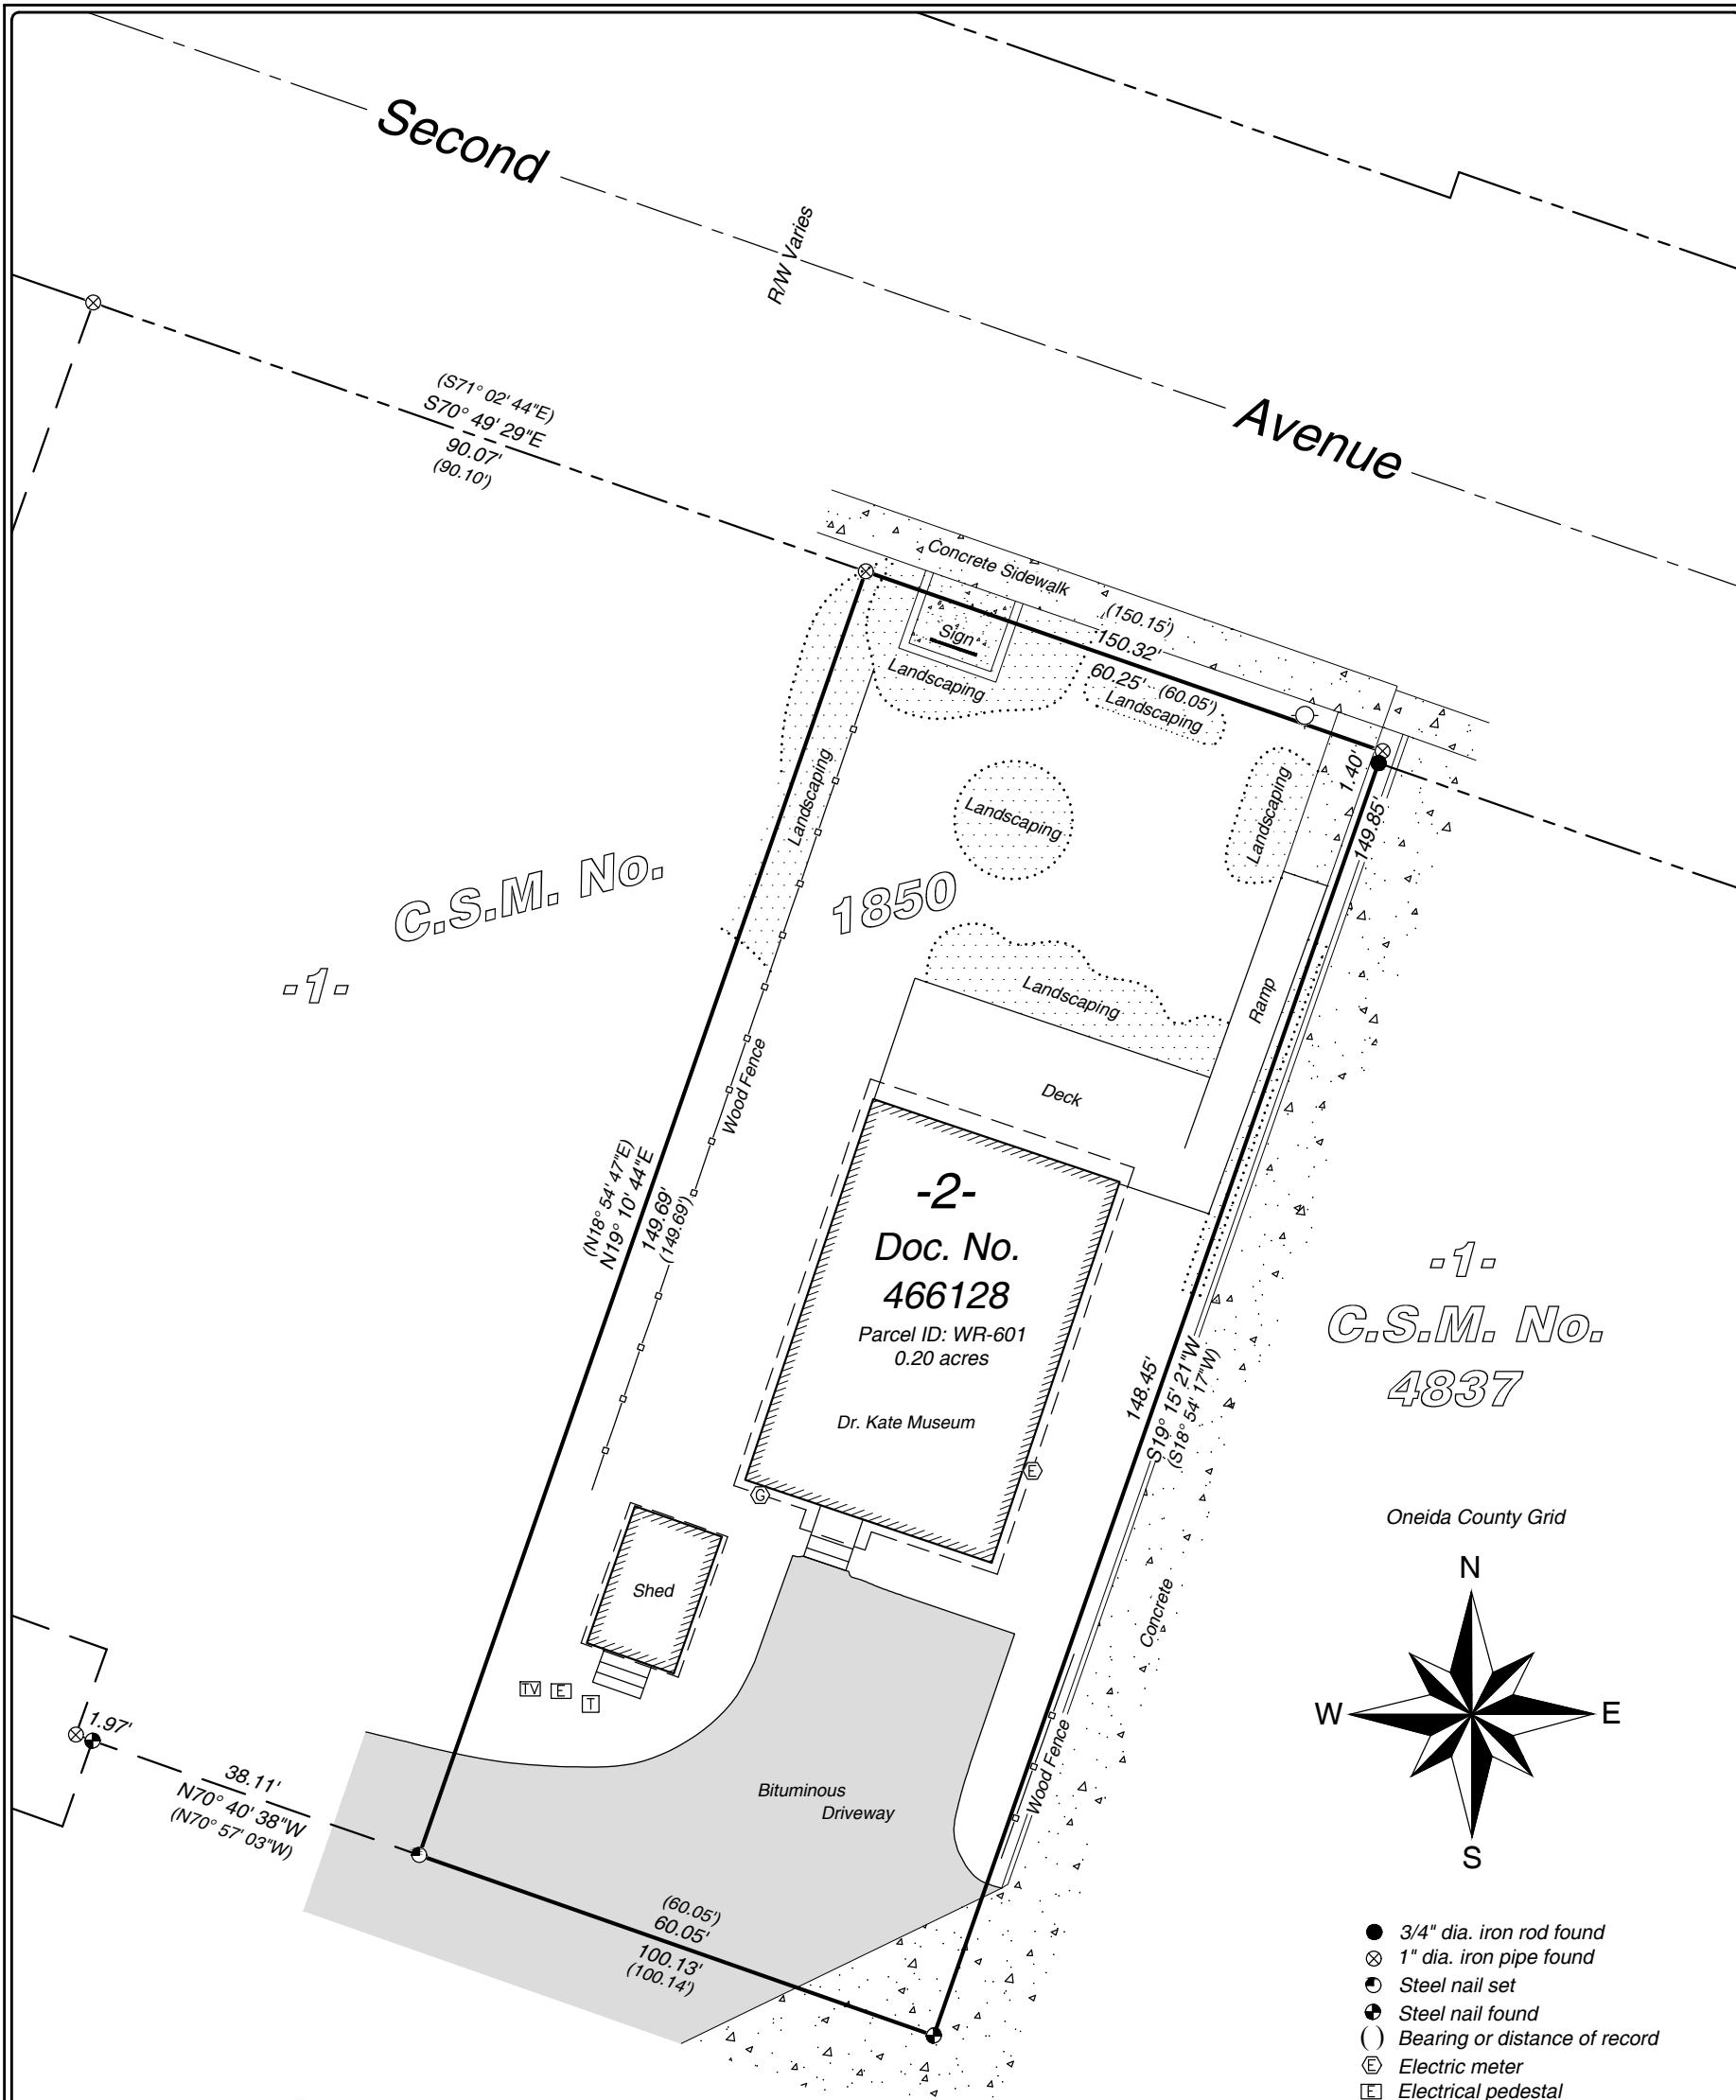 Second
Avenue
R/W Varies
(S71° 02' 44"E)
S70° 49' 29"E
90.07'
(90.10')
Concrete Sidewalk
(150.15')
150.32'
60.25' (60.05')
Sign
Landscaping
Landscaping
Landscaping
Landscaping
Landscaping
1.40'
149.85'
C.S.M. No.
1850
-1-
Landscaping
Ramp
Wood Fence
Deck
(N18° 54' 47"E)
N19° 10' 44"E
149.69'
(149.69')
-2-
Doc. No.
466128
Parcel ID: WR-601
0.20 acres
Dr. Kate Museum
148.45'
S19° 15' 21"W
(S18° 54' 17"W)
-1-
C.S.M. No.
4837
E
G
Shed
TV
E
T
Concrete
Wood Fence
Bituminous
Driveway
1.97'
38.11'
N70° 40' 38"W
(N70° 57' 03"W)
(60.05')
60.05'
100.13'
(100.14')
Oneida County Grid
N
W
E
S
3/4" dia. iron rod found
1" dia. iron pipe found
Steel nail set
Steel nail found
( ) Bearing or distance of record
E Electric meter
E Electrical pedestal